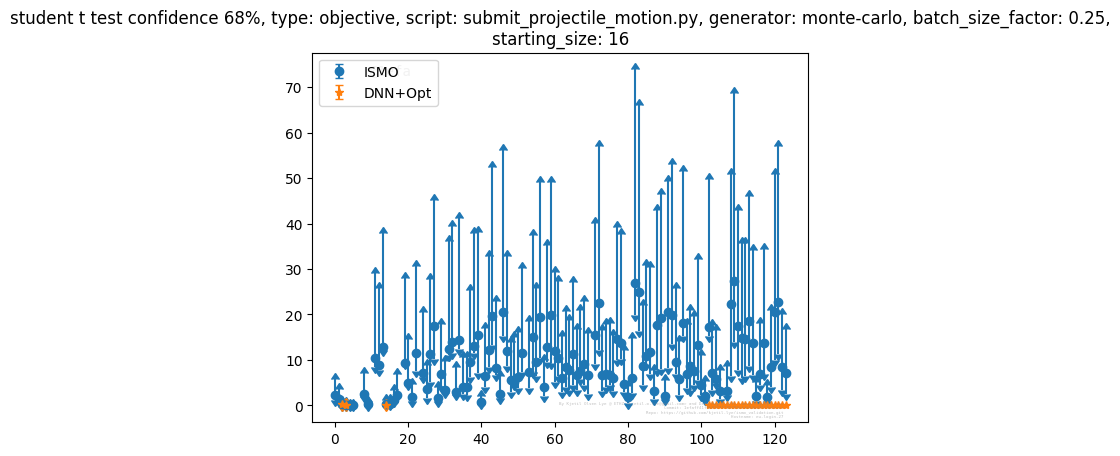 student t test confidence 68%, type: objective, script: submit_projectile_motion.py, generator: monte-carlo, batch_size_factor: 0.25,
starting_size: 16
ISMO
DNN+Opt
70
60
50
40
30
20
10
0
0 20 40 60 80 100 120